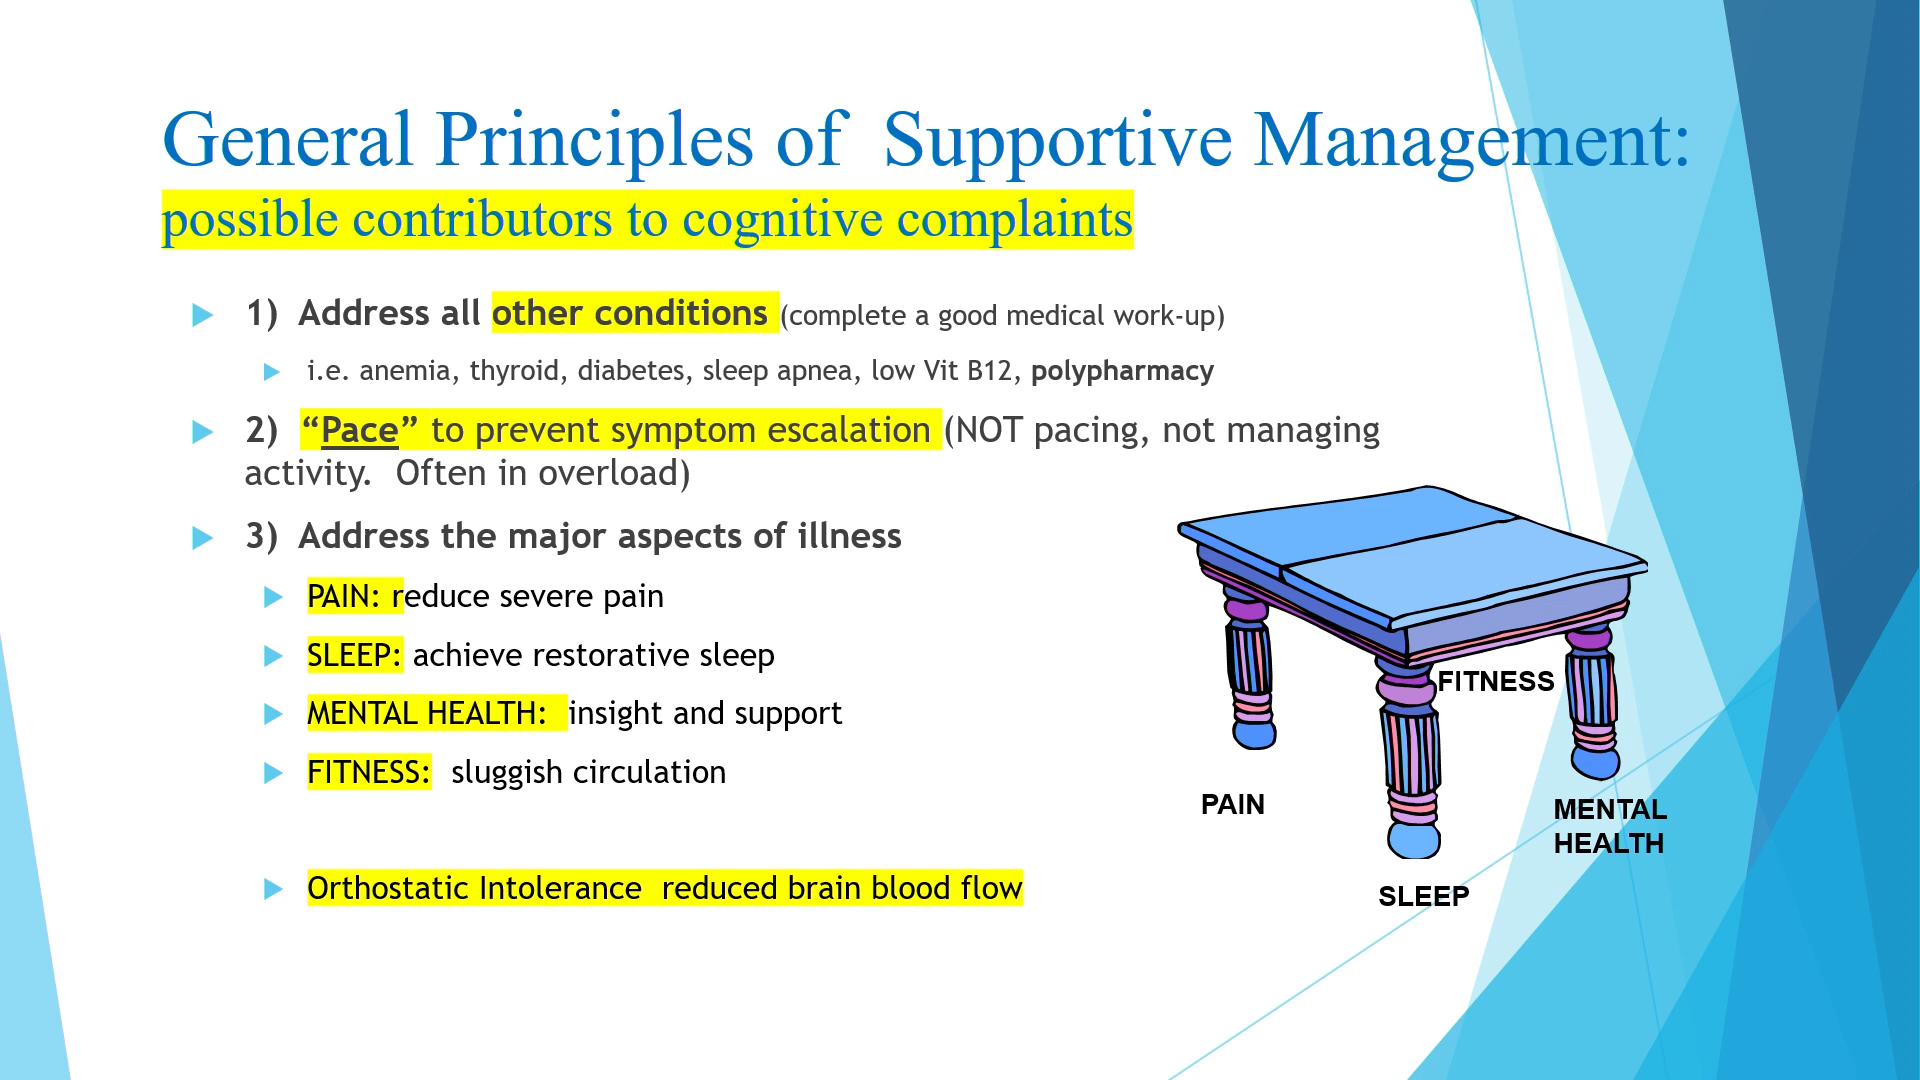 General Principles of  Supportive Management:
possible contributors to cognitive complaints
1)  Address all other conditions (complete a good medical work-up)
i.e. anemia, thyroid, diabetes, sleep apnea, low Vit B12, polypharmacy
2)  “Pace” to prevent symptom escalation (NOT pacing, not managing
activity.  Often in overload)
3)  Address the major aspects of illness
PAIN: reduce severe pain
SLEEP: achieve restorative sleep
MENTAL HEALTH:  insight and support
FITNESS:  sluggish circulation
Orthostatic Intolerance  reduced brain blood flow
FITNESS
PAIN
MENTAL
HEALTH
SLEEP